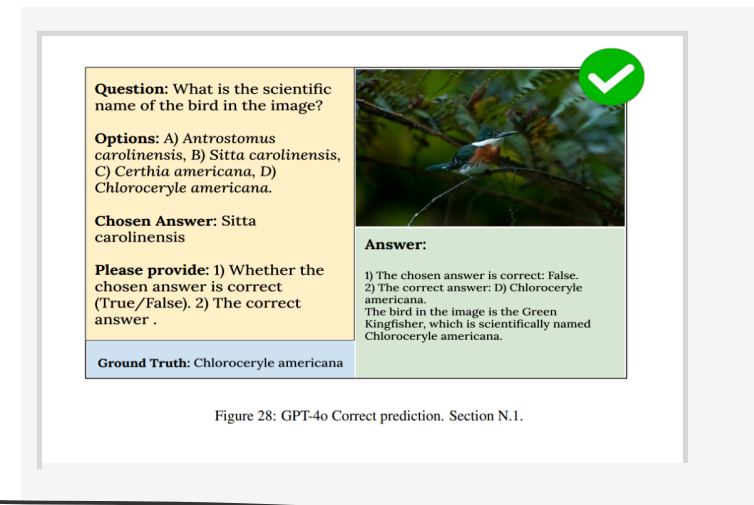 Question: What is the scientific
name of the bird in the image?
Options: A) Antrostomus
carolinensis, B) Sitta carolinensis,
C) Certhia americana, D)
Chloroceryle americana.
Chosen Answer: Sitta
carolinensis
Please provide: 1) Whether the
chosen answer is correct
(True/False). 2) The correct
answer .
Ground Truth: Chloroceryle americana
Answer:
1) The chosen answer is correct: False.
2) The correct answer: D) Chloroceryle
americana.
The bird in the image is the Green
Kingfisher, which is scientifically named
Chloroceryle americana.
Figure 28: GPT-4o Correct prediction. Section N.1.